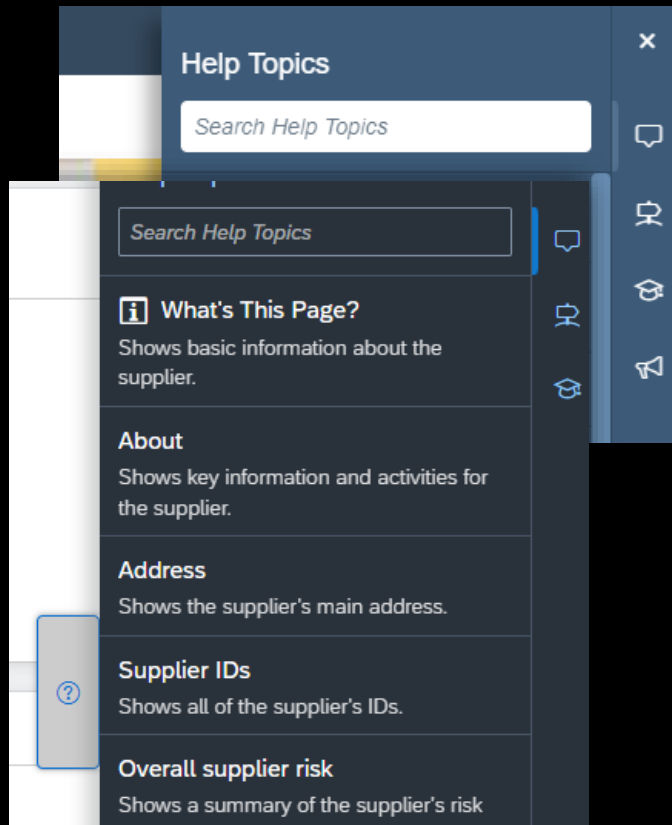 Help Topics
Search Help Topics
Search Help Topics
What's This Page?
Shows basic information about the
supplier.
About
Shows key information and activities for
the supplier.
Address
Shows the supplier's main address.
Supplier IDs
Shows all of the supplier's IDs.
Overall supplier risk
Shows a summary of the supplier's risk